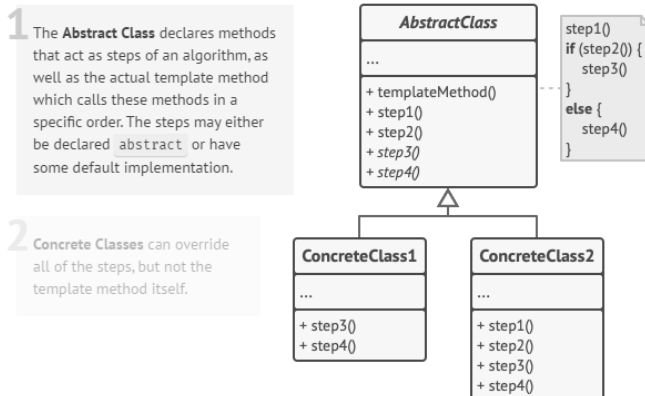 1
The Abstract Class declares methods
that act as steps of an algorithm, as
well as the actual template method
which calls these methods in a
specific order. The steps may either
be declared abstract or have
some default implementation.
2
Concrete Classes can override
all of the steps, but not the
template method itself.
AbstractClass
...
+ templateMethod()
+ step1()
+ step2()
+ step3()
+ step4()
step1()
if (step2()) {
step3()
}
else {
step4()
}
ConcreteClass1
...
+ step3()
+ step4()
ConcreteClass2
...
+ step1()
+ step2()
+ step3()
+ step4()